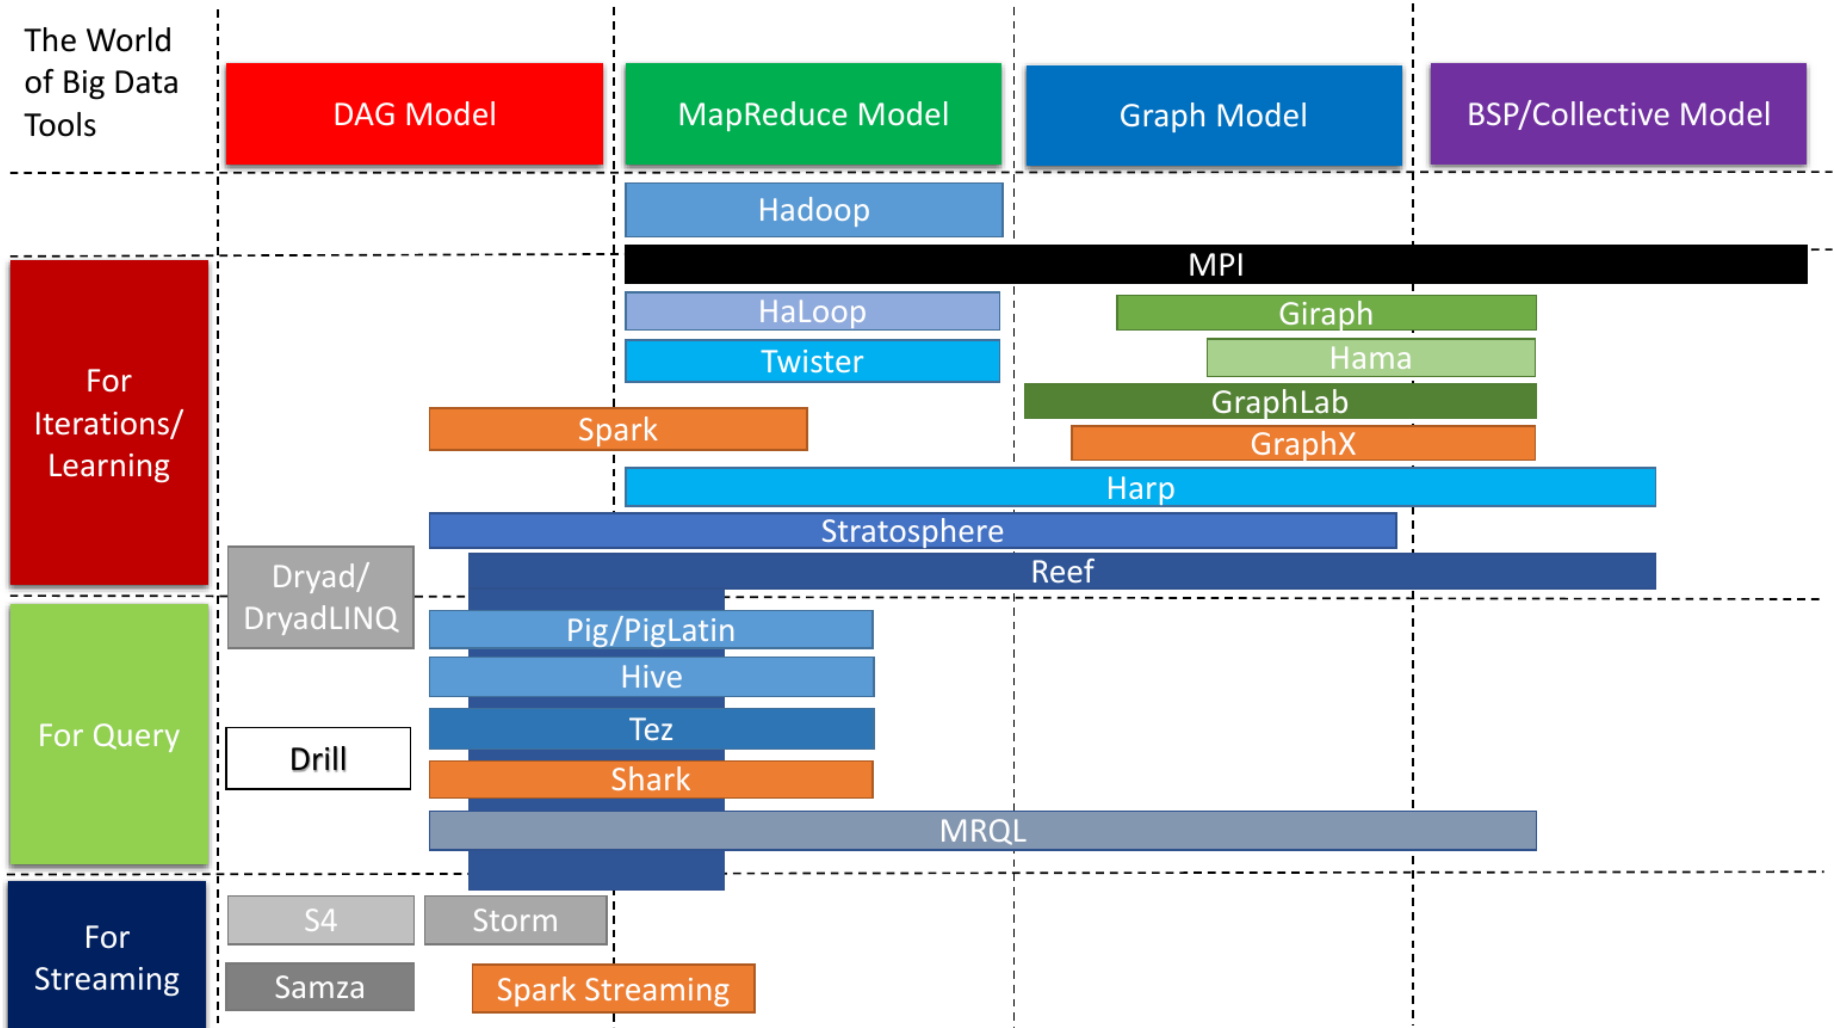 The World
of Big Data
Tools
DAG Model
MapReduce Model
Graph Model
BSP/Collective Model
Hadoop
MPI
For
Iterations/
Learning
HaLoop
Giraph
Twister
Hama
GraphLab
Spark
GraphX
Harp
Stratosphere
Reef
Dryad/
DryadLINQ
For Query
Pig/PigLatin
Hive
Tez
Drill
Shark
MRQL
For
Streaming
S4
Storm
Samza
Spark Streaming